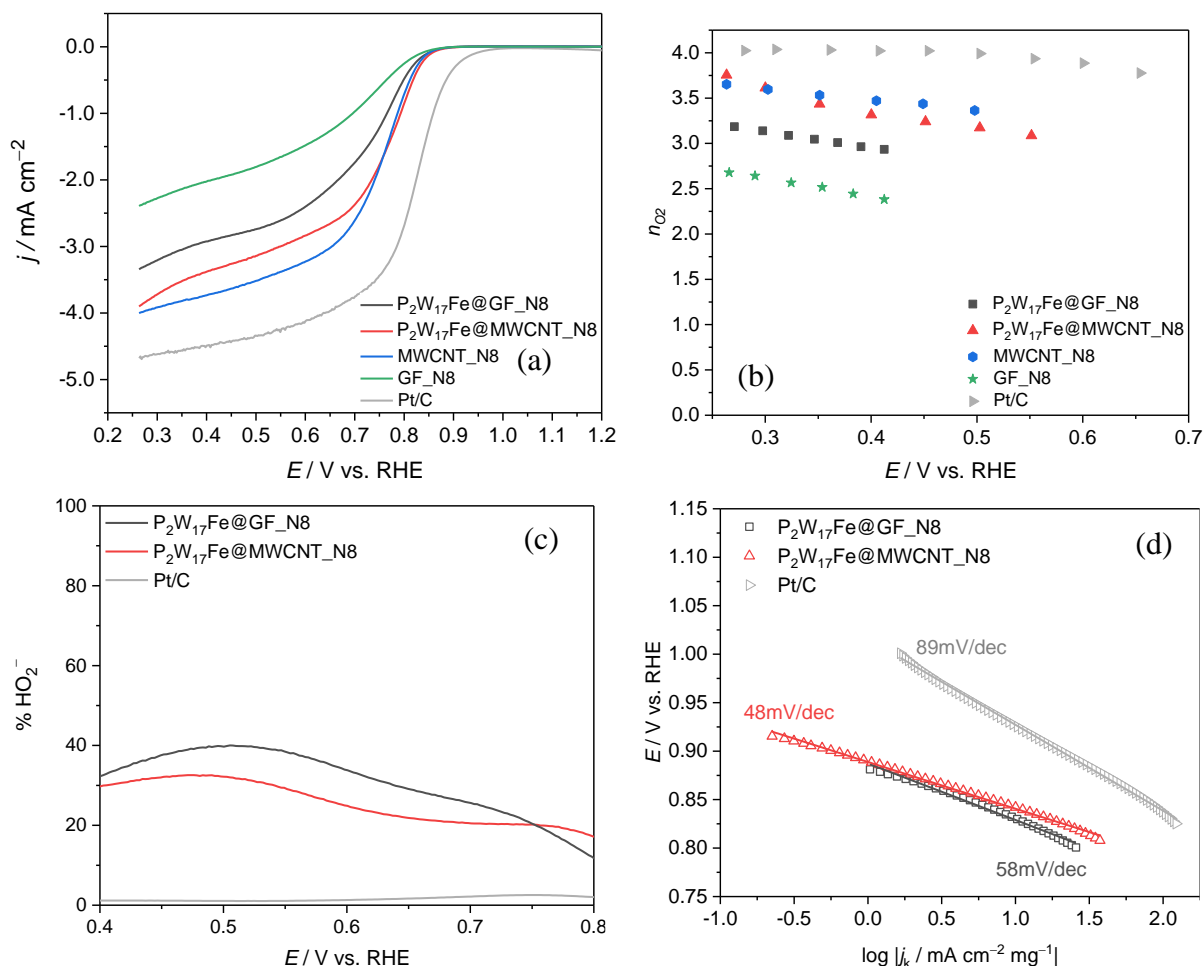 0.0
-1.0
-2.0
-3.0
-4.0
-5.0
j / mA cm⁻²
P₂W₁₇Fe@GF_N8
P₂W₁₇Fe@MWCNT_N8
MWCNT_N8
GF_N8
Pt/C
(a)
0.2 0.3 0.4 0.5 0.6 0.7 0.8 0.9 1.0 1.1 1.2
E / V vs. RHE
4.0
3.5
3.0
2.5
2.0
1.5
1.0
0.5
0.0
n_O2
P₂W₁₇Fe@GF_N8
P₂W₁₇Fe@MWCNT_N8
MWCNT_N8
GF_N8
Pt/C
(b)
0.3 0.4 0.5 0.6 0.7
E / V vs. RHE
100
80
60
40
20
0
% HO₂⁻
P₂W₁₇Fe@GF_N8
P₂W₁₇Fe@MWCNT_N8
Pt/C
(c)
0.4 0.5 0.6 0.7 0.8
E / V vs. RHE
1.15
1.10
1.05
1.00
0.95
0.90
0.85
0.80
0.75
E / V vs. RHE
P₂W₁₇Fe@GF_N8
P₂W₁₇Fe@MWCNT_N8
Pt/C
(d)
89mV/dec
48mV/dec
58mV/dec
-1.0 -0.5 0.0 0.5 1.0 1.5 2.0
log |jₖ / mA cm⁻² mg⁻¹|